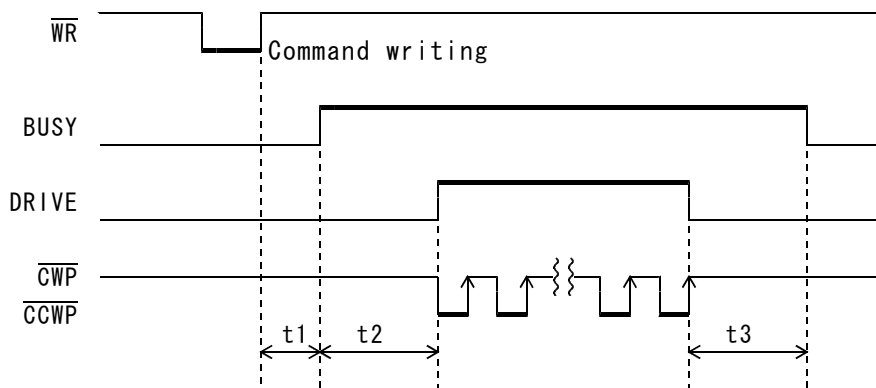 WR
Command writing
BUSY
DRIVE
CWP
CCWP
t1 t2 t3